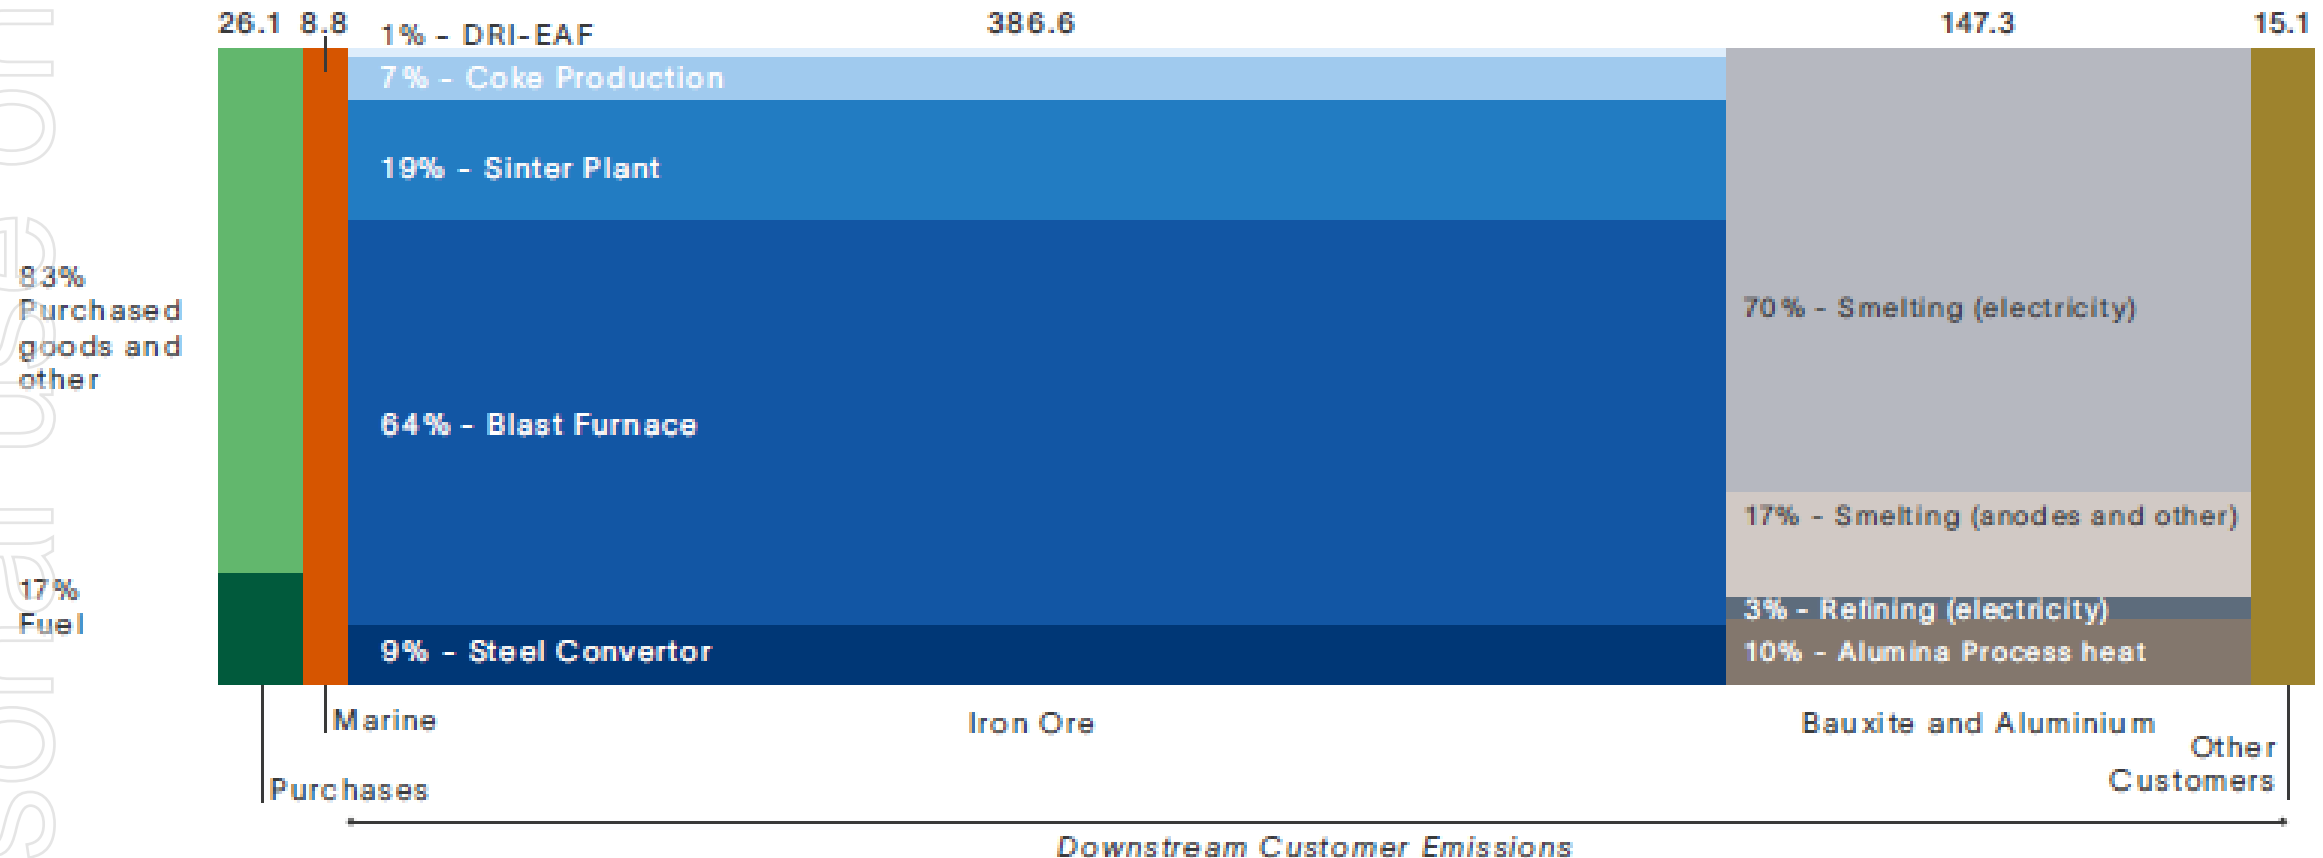 26.1 8.8 386.6 147.3 15.1
1% - DRI-EAF
7% - Coke Production
19% - Sinter Plant
64% - Blast Furnace
9% - Steel Convertor
83%
Purchased
goods and
other
17%
Fuel
70% - Smelting (electricity)
17% - Smelting (anodes and other)
3% - Refining (electricity)
10% - Alumina Process heat
Marine
Purchases
Iron Ore
Bauxite and Aluminium
Other
Customers
Downstream Customer Emissions